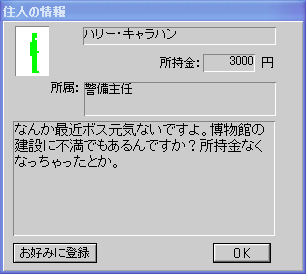 住人の情報
ハリー・キャラハン
所持金: 3000 円
所属: 警備主任
なんか最近ボス元気ないですよ。博物館の
建設に不満でもあるんですか？所持金なく
なっちゃったとか。
お好みに登録
OK